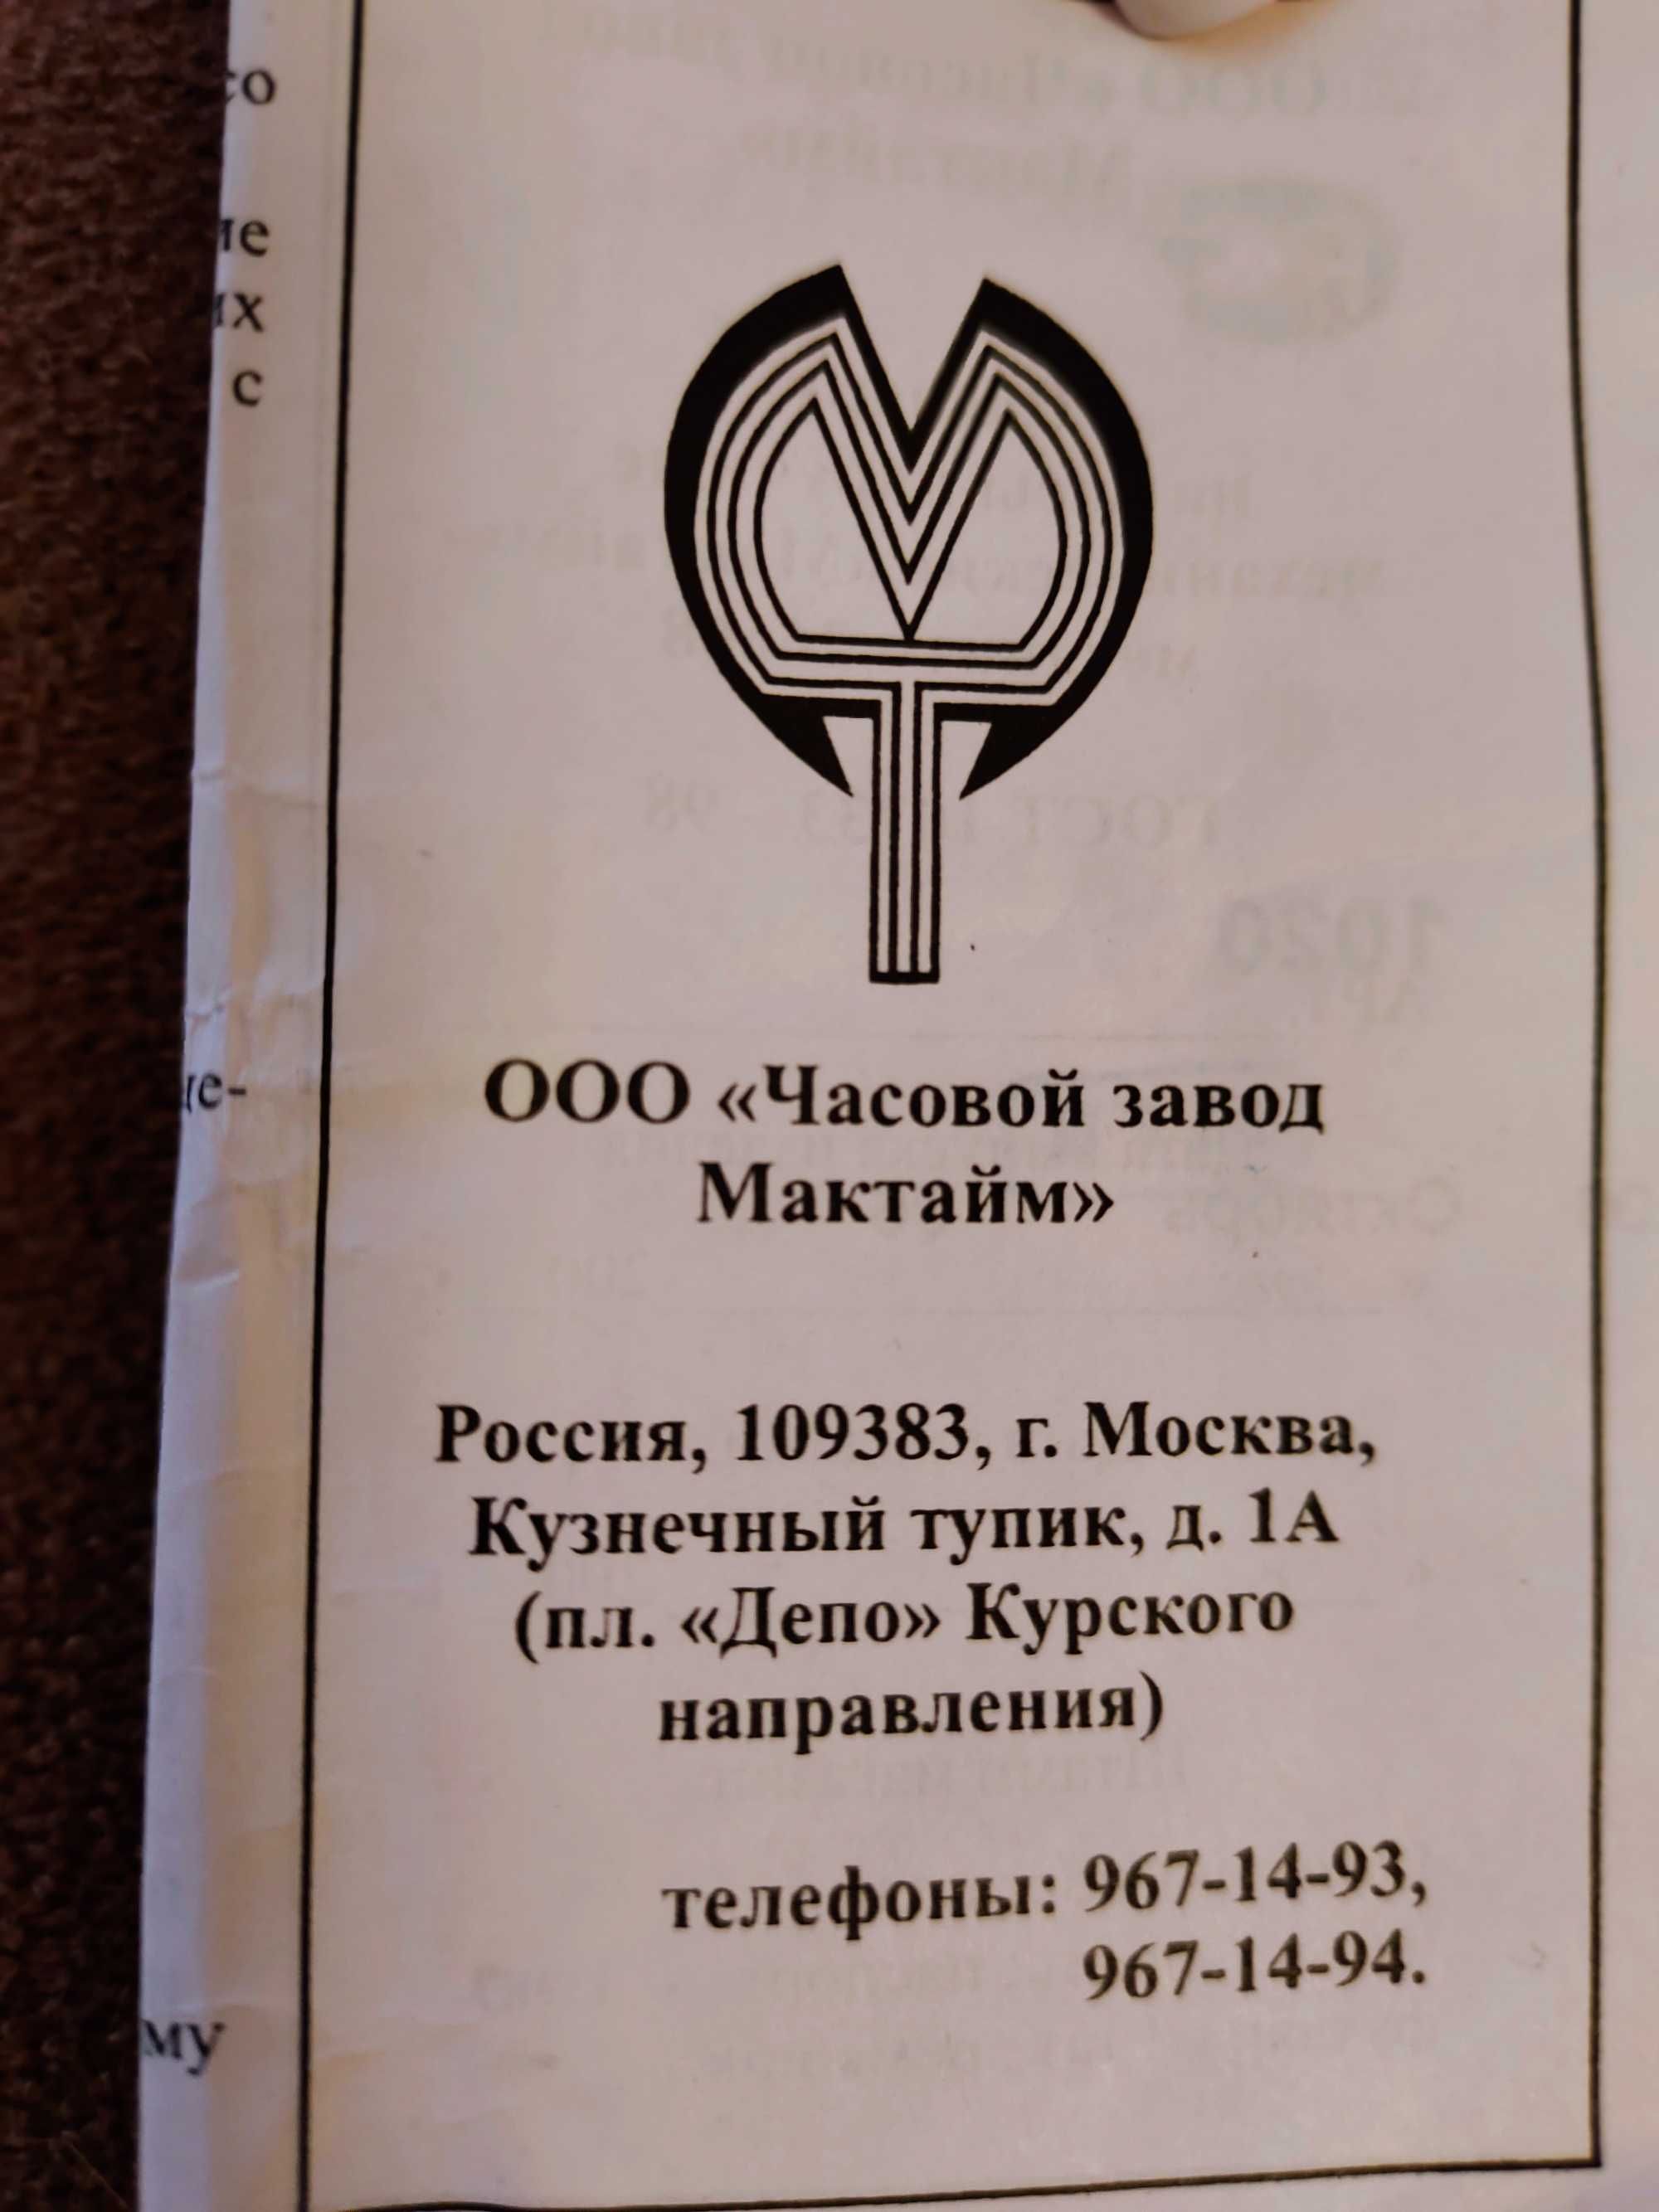 со
с
ООО «Часовой завод
Мактайм»
Россия, 109383, г. Москва,
Кузнечный тупик, д. 1А
(пл. «Депо» Курского
направления)
телефоны: 967-14-93,
967-14-94.